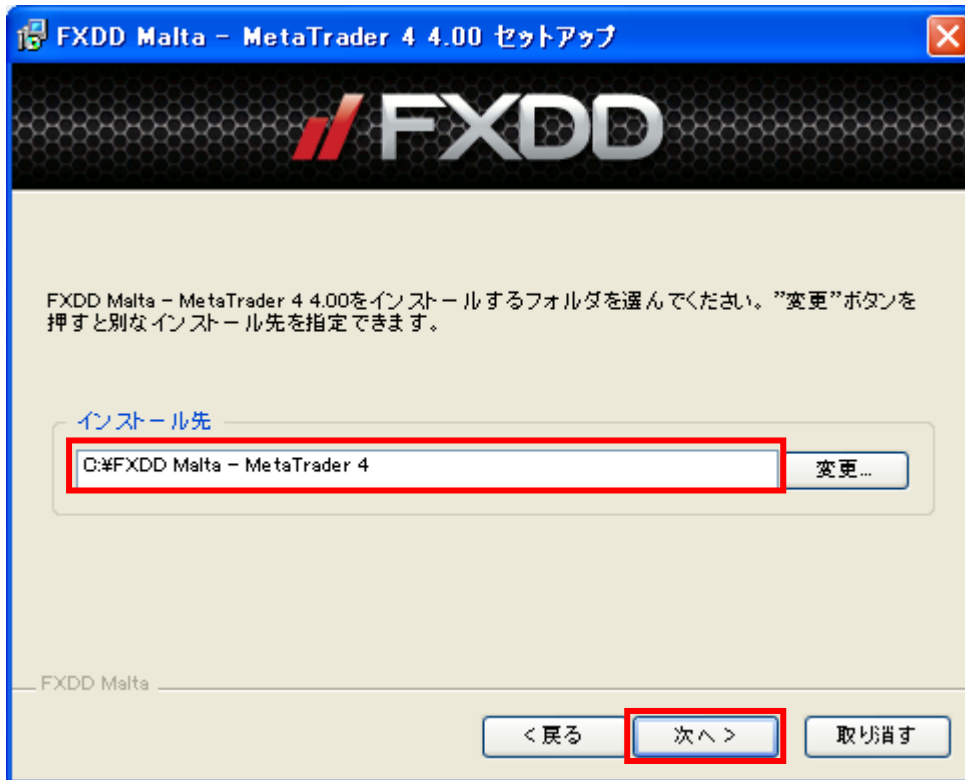 FXDD Malta - MetaTrader 4 4.00 セットアップ
FXDD
FXDD Malta - MetaTrader 4 4.00をインストールするフォルダを選んでください。”変更”ボタンを
押すと別なインストール先を指定できます。
インストール先
C:¥FXDD Malta - MetaTrader 4
変更...
FXDD Malta
< 戻る
次へ >
取り消す